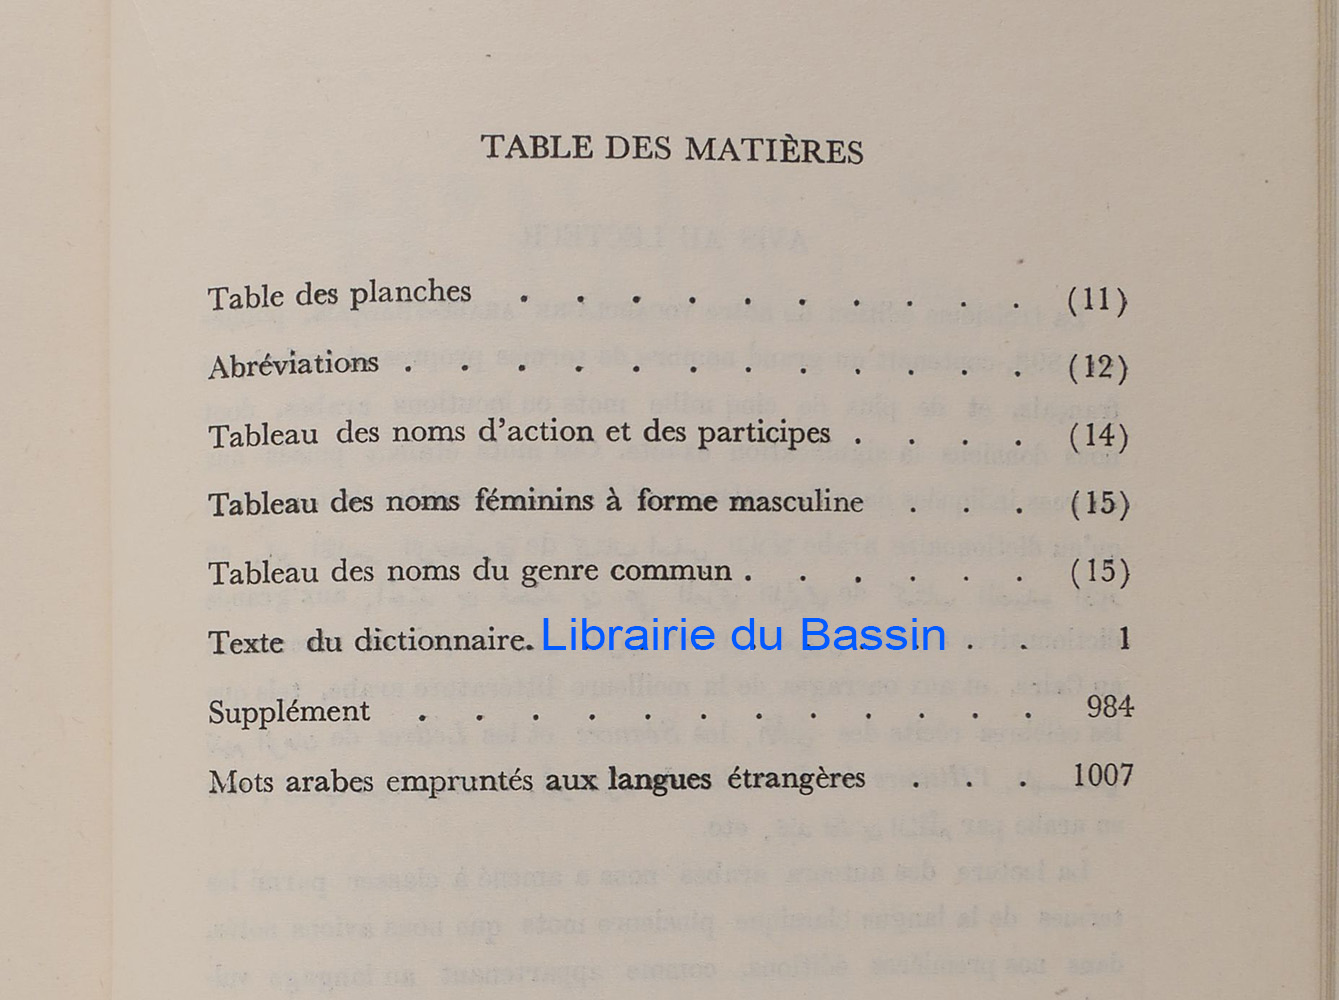 TABLE DES MATIÈRES
Table des planches . . . . . . . . . . (11)
Abréviations . . . . . . . . . . . . (12)
Tableau des noms d'action et des participes . . . . (14)
Tableau des noms féminins à forme masculine . . . (15)
Tableau des noms du genre commun . . . . . . (15)
Texte du dictionnaire. Librairie du Bassin . . 1
Supplément . . . . . . . . . . . . 984
Mots arabes empruntés aux langues étrangères . . . 1007